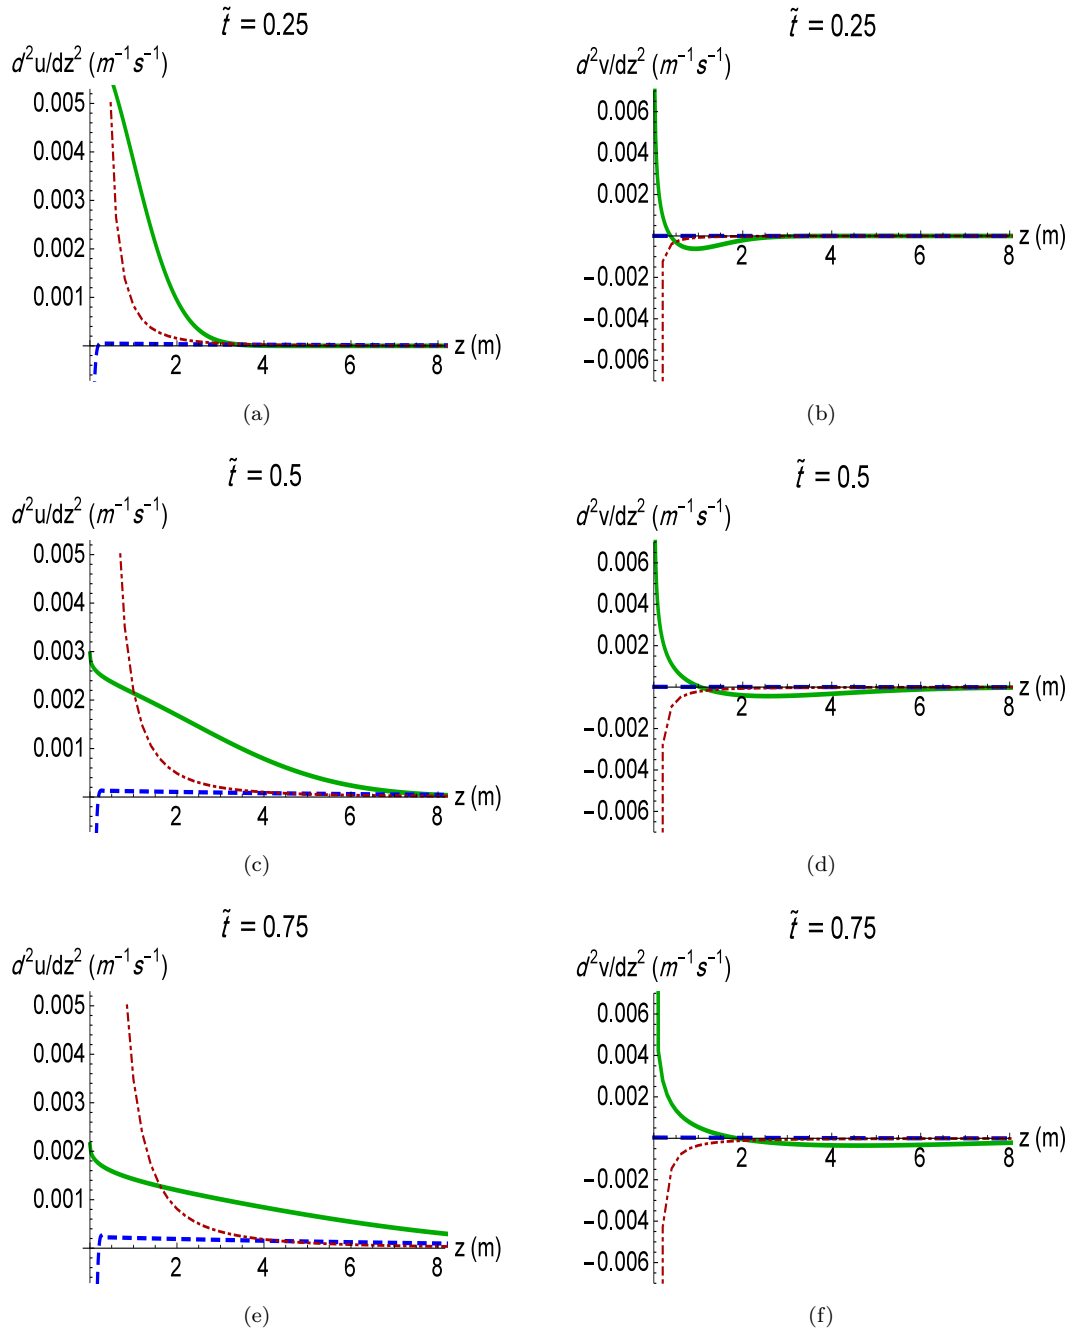 t̃ = 0.25
d²u/dz² (m⁻¹s⁻¹)
0.005
0.004
0.003
0.002
0.001
2 4 6 8 z (m)
(a)
t̃ = 0.25
d²v/dz² (m⁻¹s⁻¹)
0.006
0.004
0.002
2 4 6 8 z (m)
−0.002
−0.004
−0.006
(b)
t̃ = 0.5
d²u/dz² (m⁻¹s⁻¹)
0.005
0.004
0.003
0.002
0.001
2 4 6 8 z (m)
(c)
t̃ = 0.5
d²v/dz² (m⁻¹s⁻¹)
0.006
0.004
0.002
2 4 6 8 z (m)
−0.002
−0.004
−0.006
(d)
t̃ = 0.75
d²u/dz² (m⁻¹s⁻¹)
0.005
0.004
0.003
0.002
0.001
2 4 6 8 z (m)
(e)
t̃ = 0.75
d²v/dz² (m⁻¹s⁻¹)
0.006
0.004
0.002
2 4 6 8 z (m)
−0.002
−0.004
−0.006
(f)